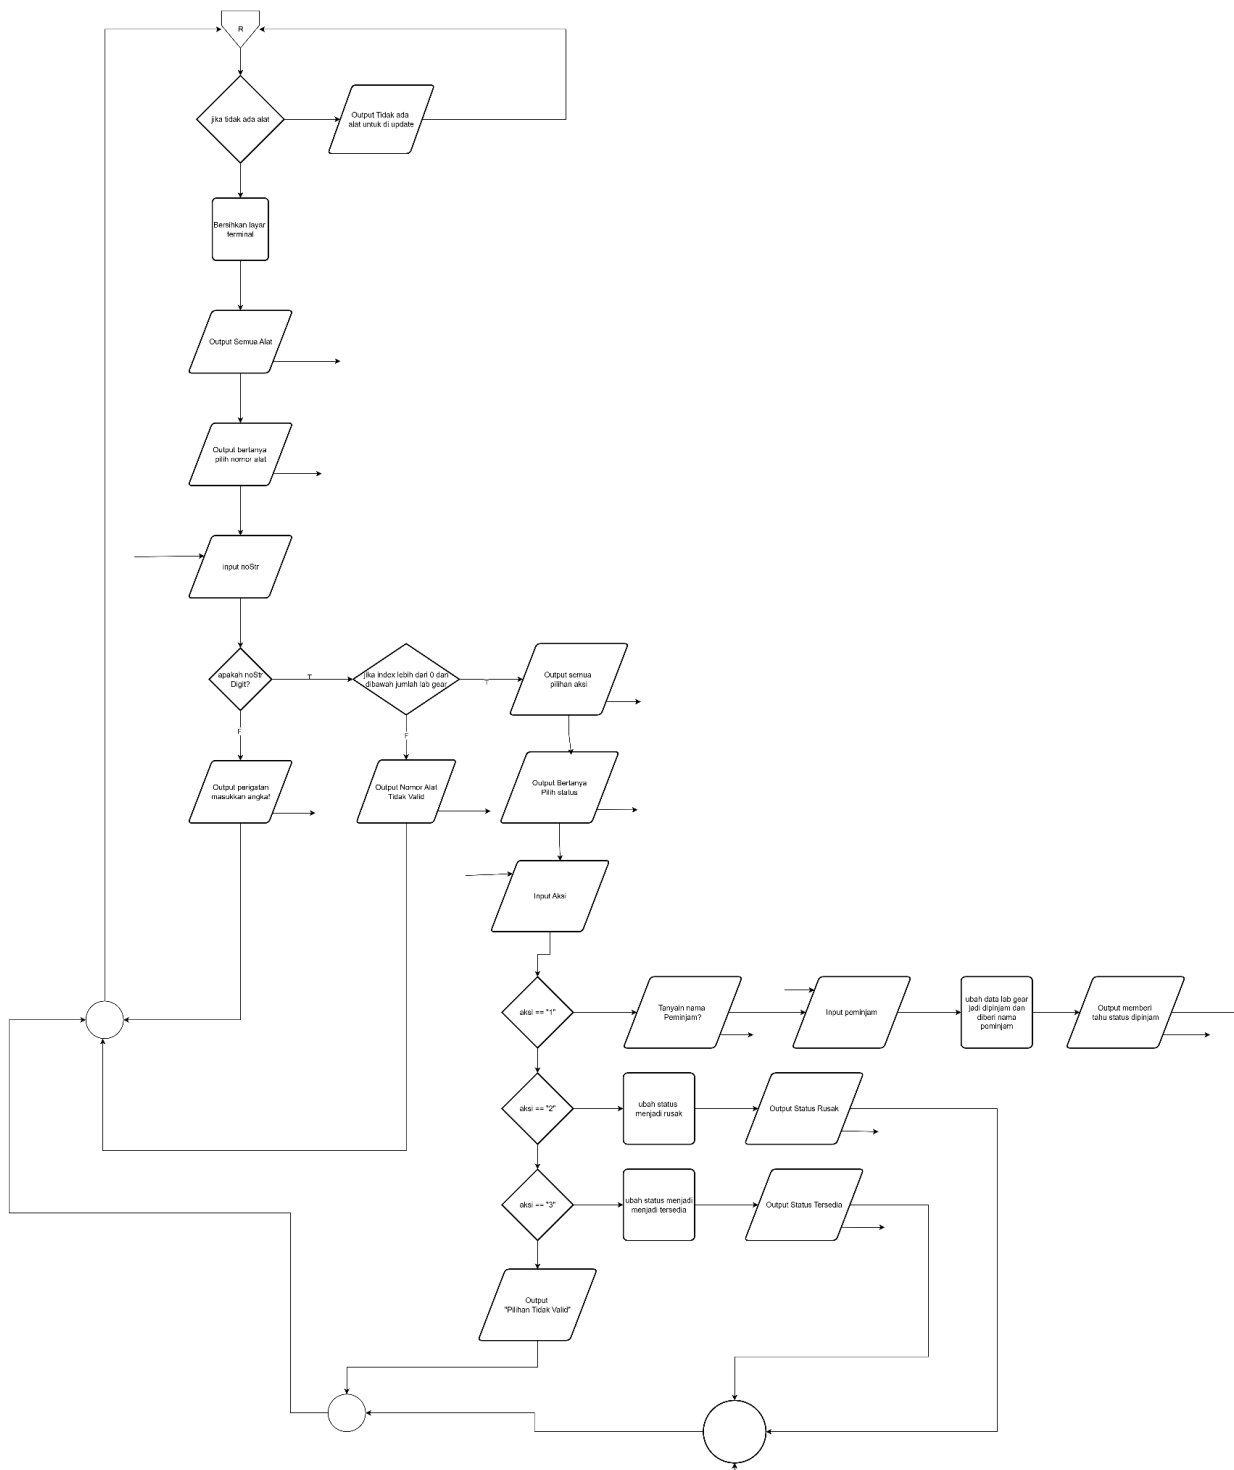 R
jika tidak ada alat
Output Tidak ada
alat untuk di update
Bersihkan layar
terminal
Output Semua Alat
Output bertanya
pilih nomor alat
input noStr
apakah noStr
Digit?
T
jika index lebih dari 0 dan
dibawah jumlah lab gear
T
Output semua
pilihan aksi
F
F
Output perigatan
masukkan angka!
Output Nomor Alat
Tidak Valid
Output Bertanya
Pilih status
Input Aksi
aksi == "1"
Tanyain nama
Peminjam?
Input peminjam
ubah data lab gear
jadi dipinjam dan
diberi nama
peminjam
Output memberi
tahu status dipinjam
aksi == "2"
ubah status
menjadi rusak
Output Status Rusak
aksi == "3"
ubah status menjadi
menjadi tersedia
Output Status Tersedia
Output
"Pilihan Tidak Valid"